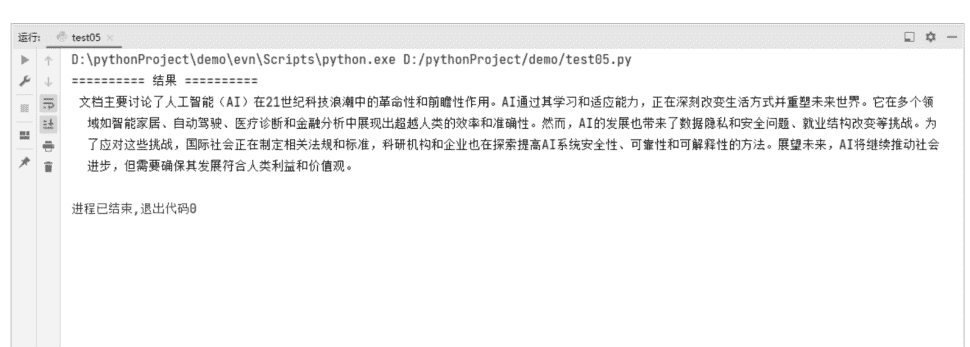 运行: test05
D:\pythonProject\demo\evn\Scripts\python.exe D:/pythonProject/demo/test05.py
========== 结果 ==========
文档主要讨论了人工智能（AI）在21世纪科技浪潮中的革命性和前瞻性作用。AI通过其学习和适应能力，正在深刻改变生活方式并重塑未来世界。它在多个领
域如智能家居、自动驾驶、医疗诊断和金融分析中展现出超越人类的效率和准确性。然而，AI的发展也带来了数据隐私和安全问题、就业结构改变等挑战。为
了应对这些挑战，国际社会正在制定相关法规和标准，科研机构和企业也在探索提高AI系统安全性、可靠性和可解释性的方法。展望未来，AI将继续推动社会
进步，但需要确保其发展符合人类利益和价值观。
进程已结束,退出代码0